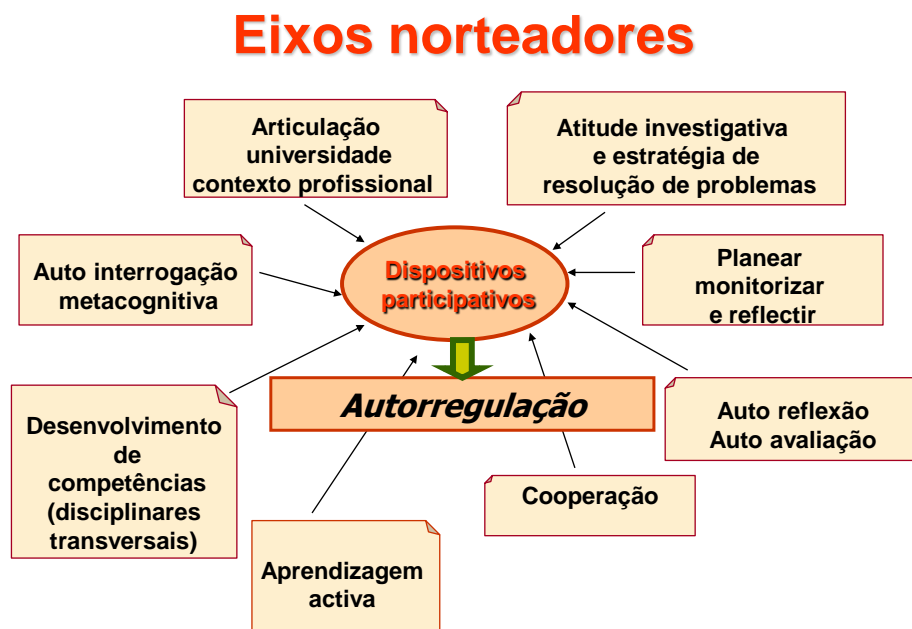 Eixos norteadores
Articulação
universidade
contexto profissional
Atitude investigativa
e estratégia de
resolução de problemas
Auto interrogação
metacognitiva
Dispositivos
participativos
Planear
monitorizar
e reflectir
Autorregulação
Desenvolvimento
de
competências
(disciplinares
transversais)
Auto reflexão
Auto avaliação
Cooperação
Aprendizagem
activa